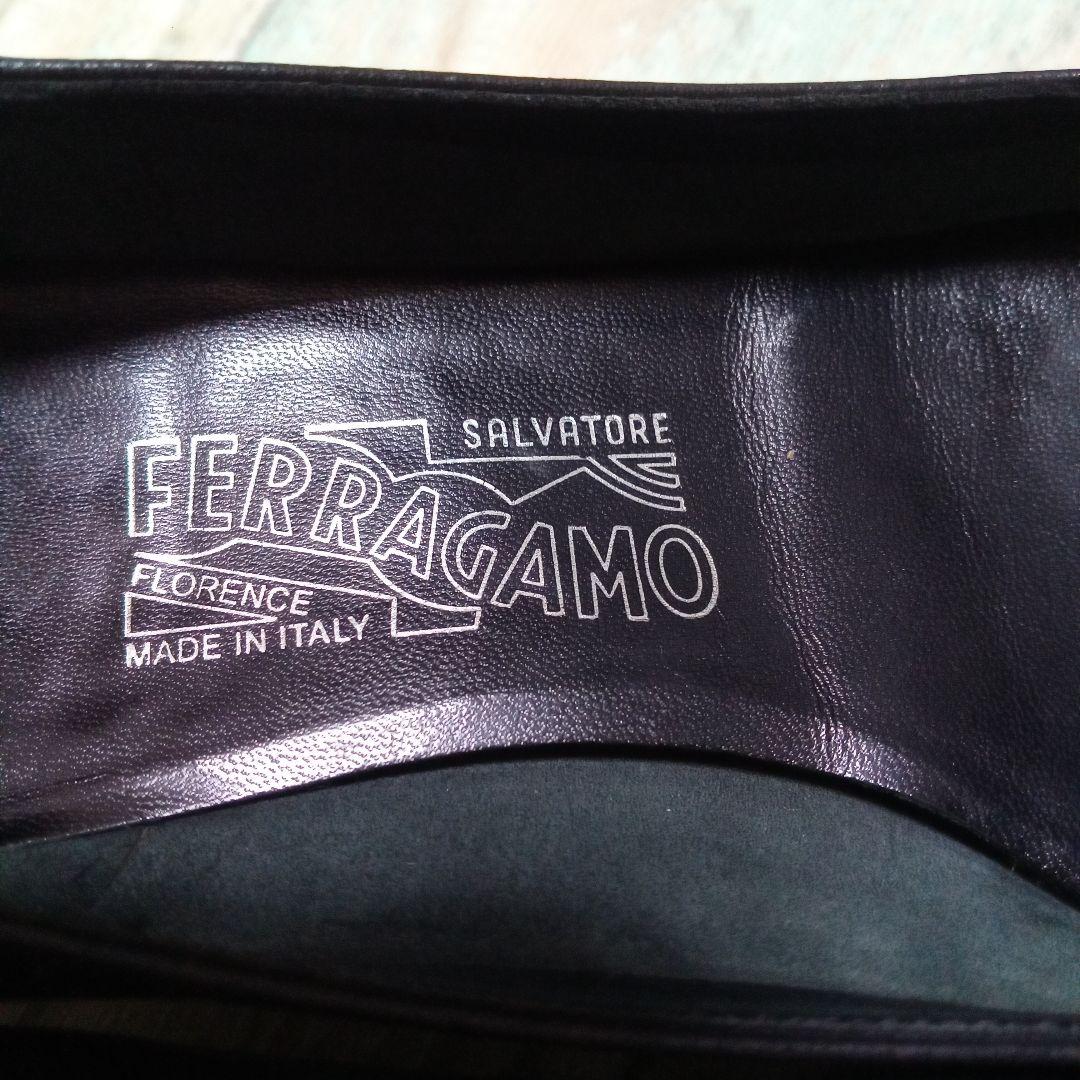 SALVATORE
FERRAGAMO
FLORENCE
MADE IN ITALY